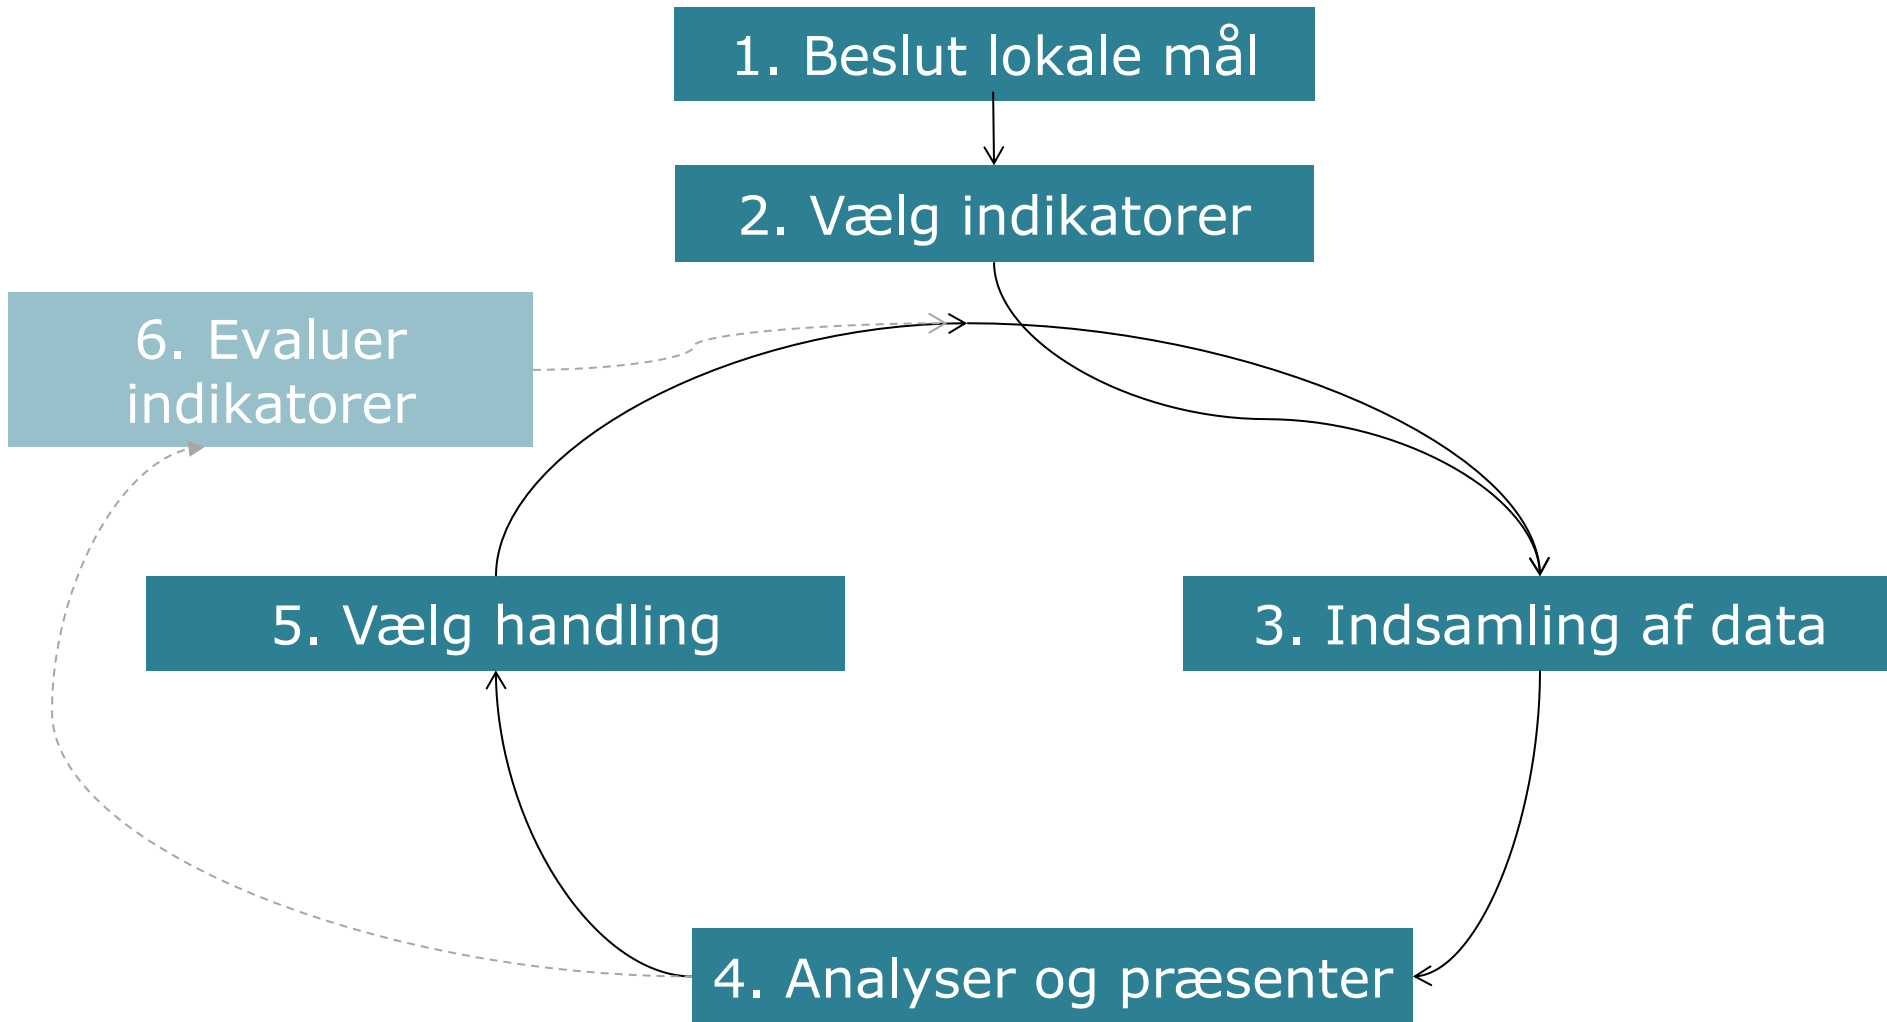 1. Beslut lokale mål
2. Vælg indikatorer
6. Evaluer
indikatorer
5. Vælg handling
3. Indsamling af data
4. Analyser og præsenter